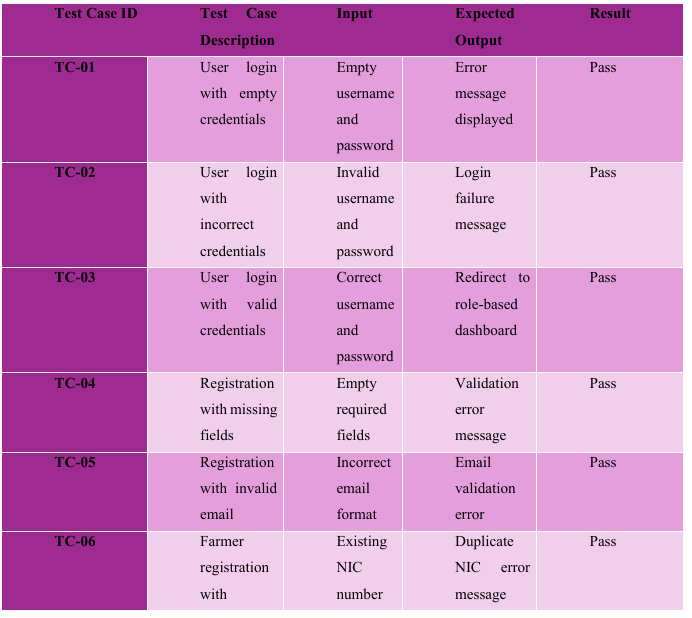 Test Case ID Test Case Input Expected Result
Description Output
TC-01 User login Empty Error Pass
with empty username message
credentials and displayed
password
TC-02 User login Invalid Login Pass
with username failure
incorrect and message
credentials password
TC-03 User login Correct Redirect to Pass
with valid username role-based
credentials and dashboard
password
TC-04 Registration Empty Validation Pass
with missing required error
fields fields message
TC-05 Registration Incorrect Email Pass
with invalid email validation
email format error
TC-06 Farmer Existing Duplicate Pass
registration NIC NIC error
with number message